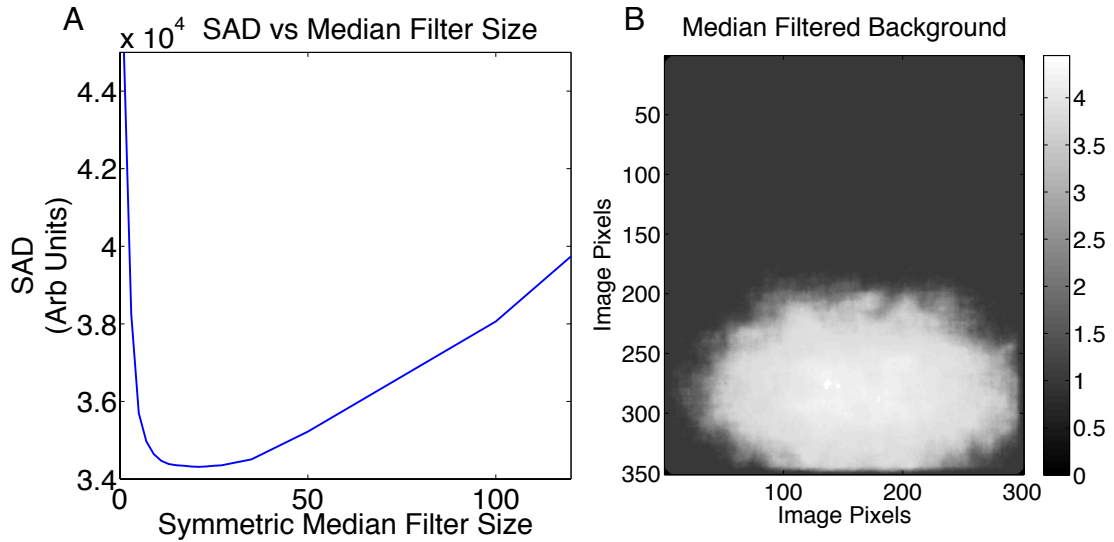 A
x 10^4
SAD vs Median Filter Size
4.4
4.2
4
3.8
3.6
3.4
SAD
(Arb Units)
0
50
100
Symmetric Median Filter Size
B
Median Filtered Background
50
100
150
200
250
300
350
Image Pixels
100
200
300
Image Pixels
4
3.5
3
2.5
2
1.5
1
0.5
0